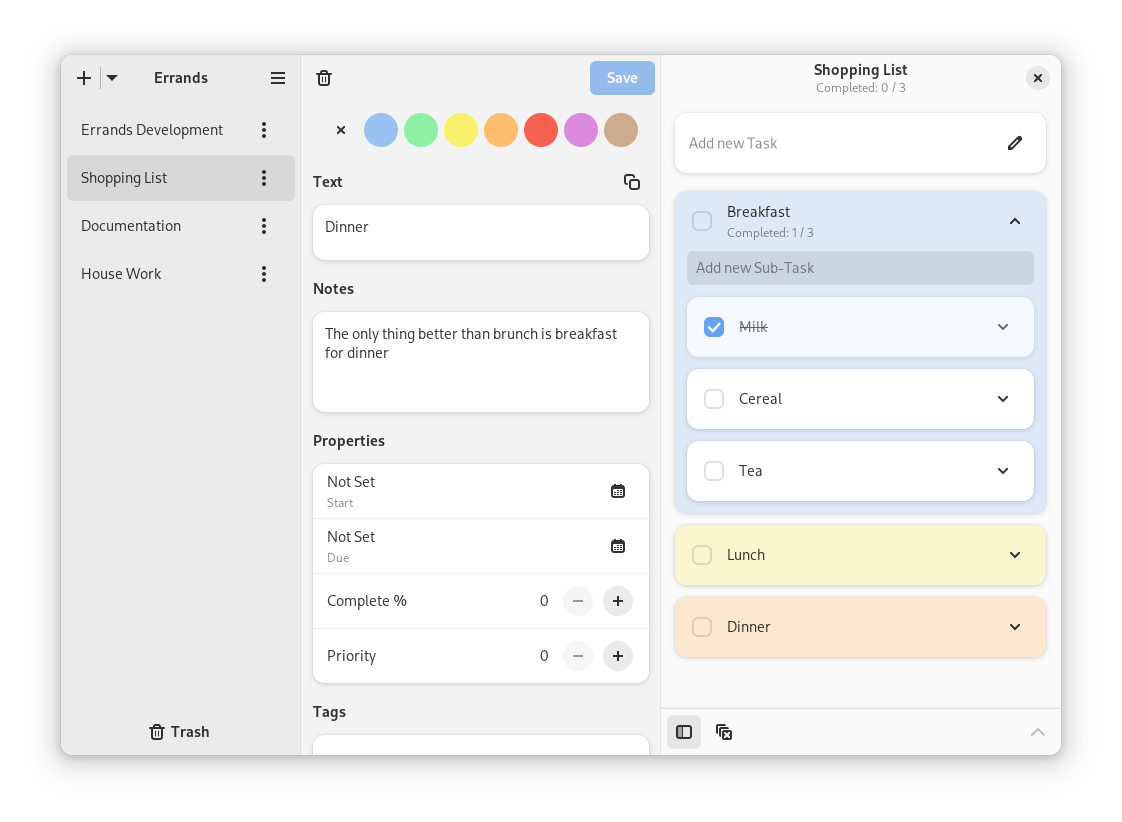 Errands
Errands Development
Shopping List
Documentation
House Work
Trash
Save
Text
Dinner
Notes
The only thing better than brunch is breakfast
for dinner
Properties
Not Set
Start
Not Set
Due
Complete %
0
Priority
0
Tags
Shopping List
Completed: 0 / 3
Add new Task
Breakfast
Completed: 1 / 3
Add new Sub-Task
Milk
Cereal
Tea
Lunch
Dinner